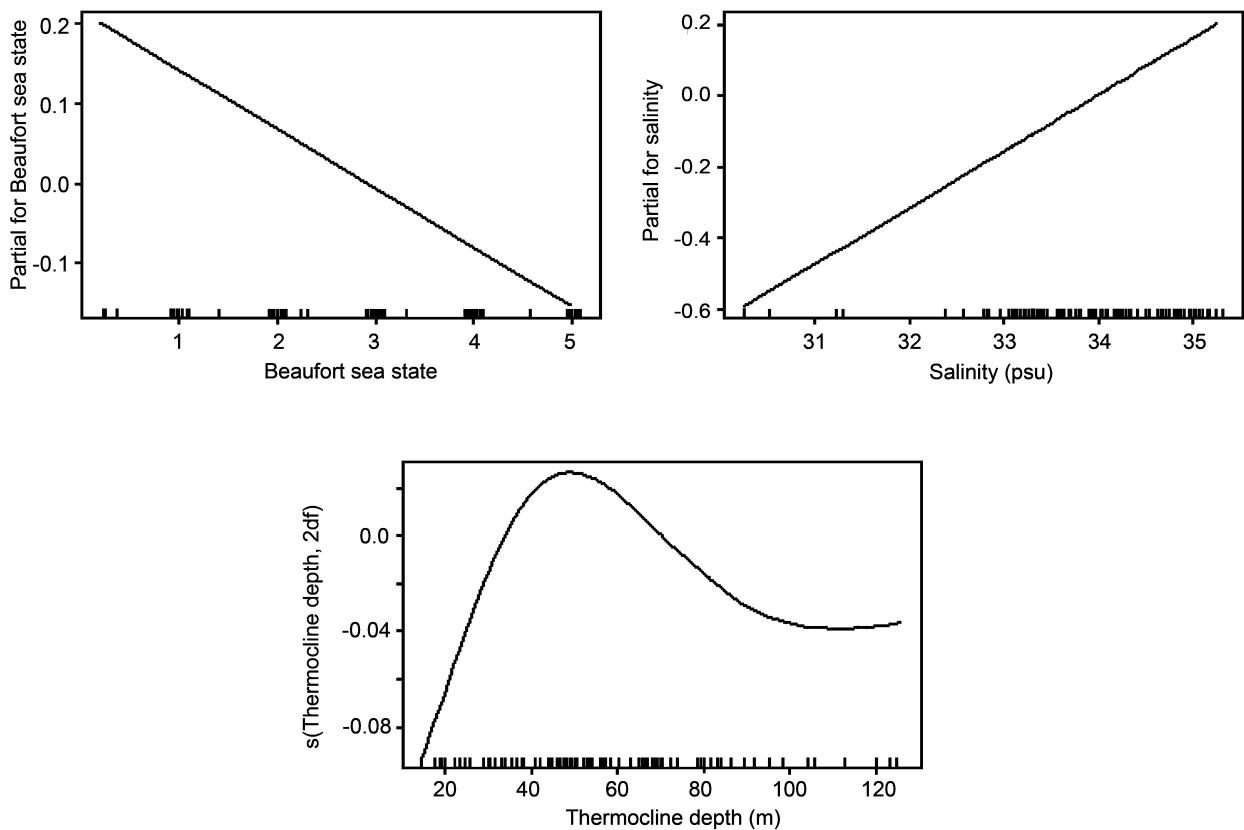 Partial for Beaufort sea state
0.2
0.1
0.0
-0.1
1 2 3 4 5
Beaufort sea state
Partial for salinity
0.2
0.0
-0.2
-0.4
-0.6
31 32 33 34 35
Salinity (psu)
s(Thermocline depth, 2df)
0.0
-0.04
-0.08
20 40 60 80 100 120
Thermocline depth (m)